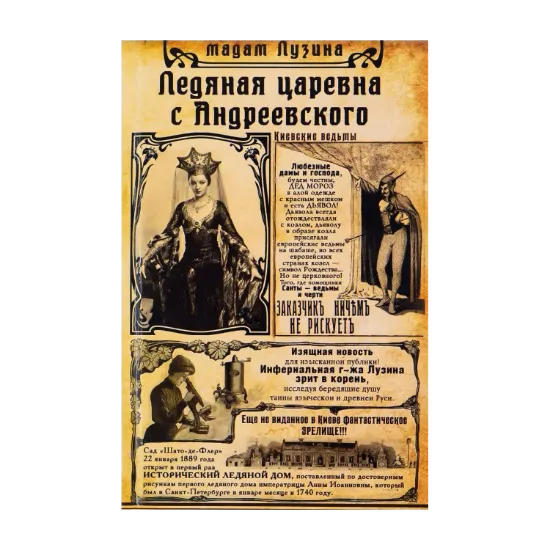 мадам Лузина
Ледяная царевна
с Андреевского
Киевские ведьмы
Любезные
дамы и господа,
будем честны,
ДЕД МОРОЗ
в алой одежде
с красным мешком
и есть ДЬЯВОЛ!
Дьявола всегда
отождествляли
с козлом, дьяволу
в образе козла
присягали
европейские ведьмы
на шабаше, во всех
европейских
странах козел —
символ Рождества...
Но не церковного!
Того, где помощники
Санты – ведьмы
и черти
ЗАКАЗЧИКЪ НИЧѢМЪ
НЕ РИСКУЕТЪ
Изящная новость
для изысканной публики!
Инфернальная г-жа Лузина
зрит в корень,
исследуя бередящие душу
тайны языческой и древней Руси.
Еще не виданное в Киеве фантастическое
ЗРЕЛИЩЕ!!!
Сад «Шато-де-Флер»
22 января 1889 года
открыт в первый раз
ИСТОРИЧЕСКИЙ ЛЕДЯНОЙ ДОМ, поставленный по достоверным
рисункам первого ледяного дома императрицы Анны Иоанновны, который
был в Санкт-Петербурге в январе месяце в 1740 году.